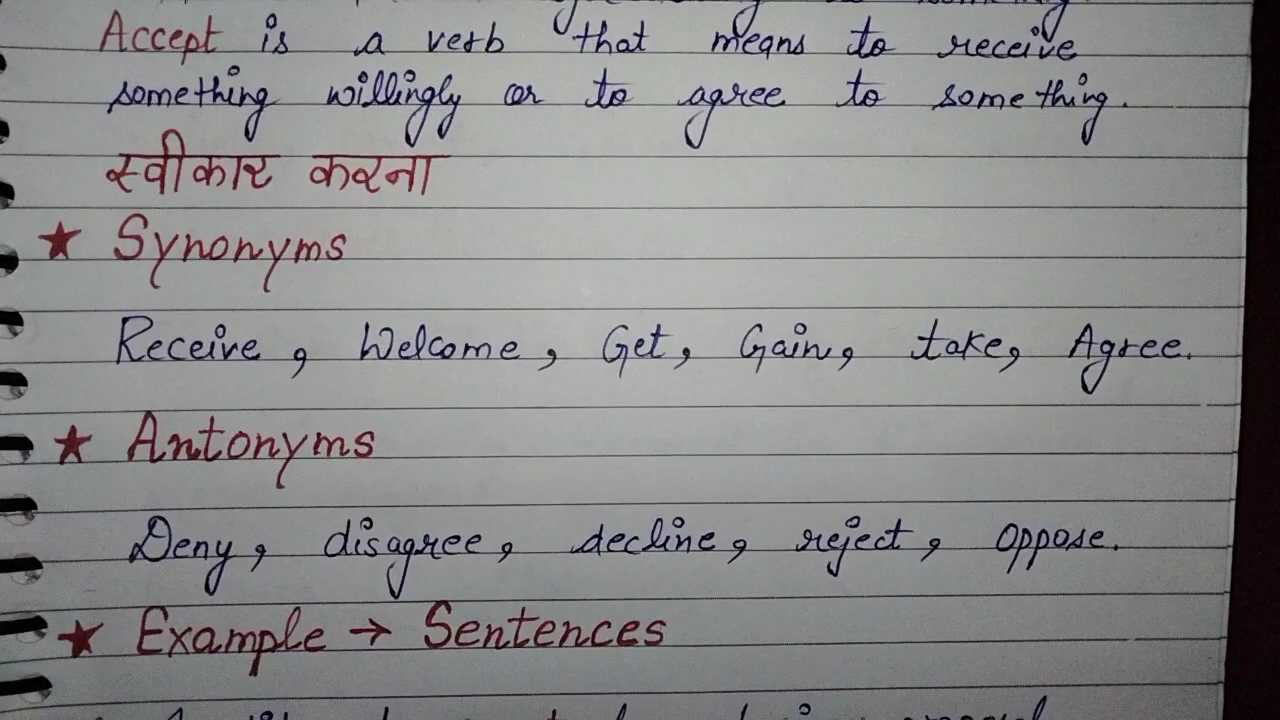 Accept is a verb that means to receive
something willingly or to agree to something.
स्वीकार करना
★ Synonyms
Receive, Welcome, Get, Gain, take, Agree.
★ Antonyms
Deny, disagree, decline, reject, oppose.
★ Example → Sentences